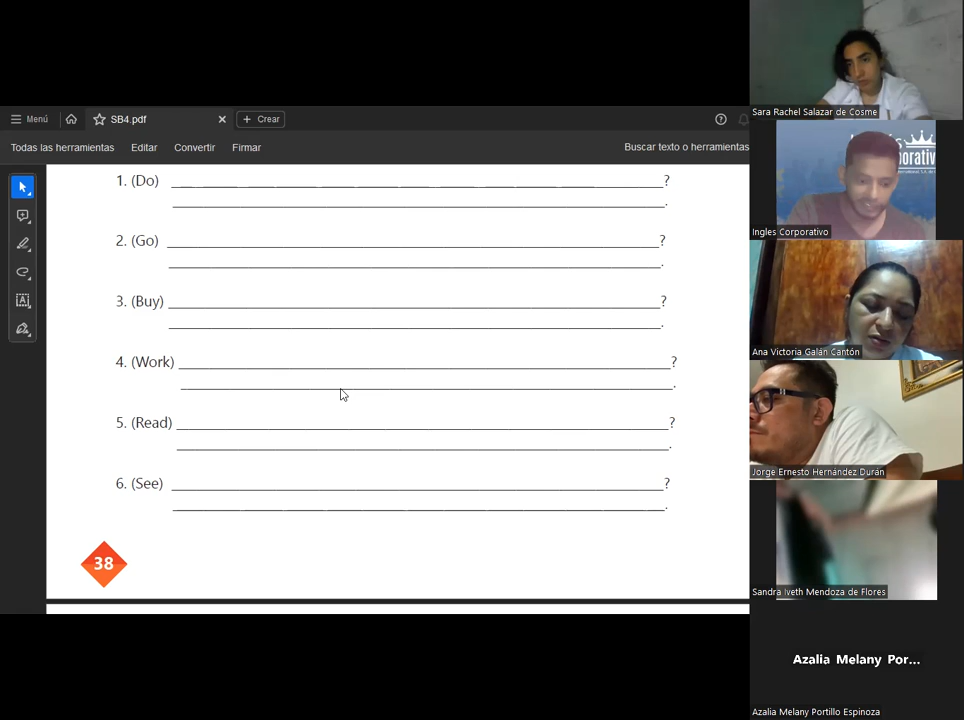 Menú
SB4.pdf
Crear
Todas las herramientas
Editar
Convertir
Firmar
Buscar texto o herramientas
1. (Do) ?
.
2. (Go) ?
.
3. (Buy) ?
.
4. (Work) ?
.
5. (Read) ?
.
6. (See) ?
.
38
Sara Rachel Salazar de Cosme
Ingles Corporativo
Ana Victoria Galán Cantón
Jorge Ernesto Hernández Durán
Sandra Iveth Mendoza de Flores
Azalia Melany Por...
Azalia Melany Portillo Espinoza